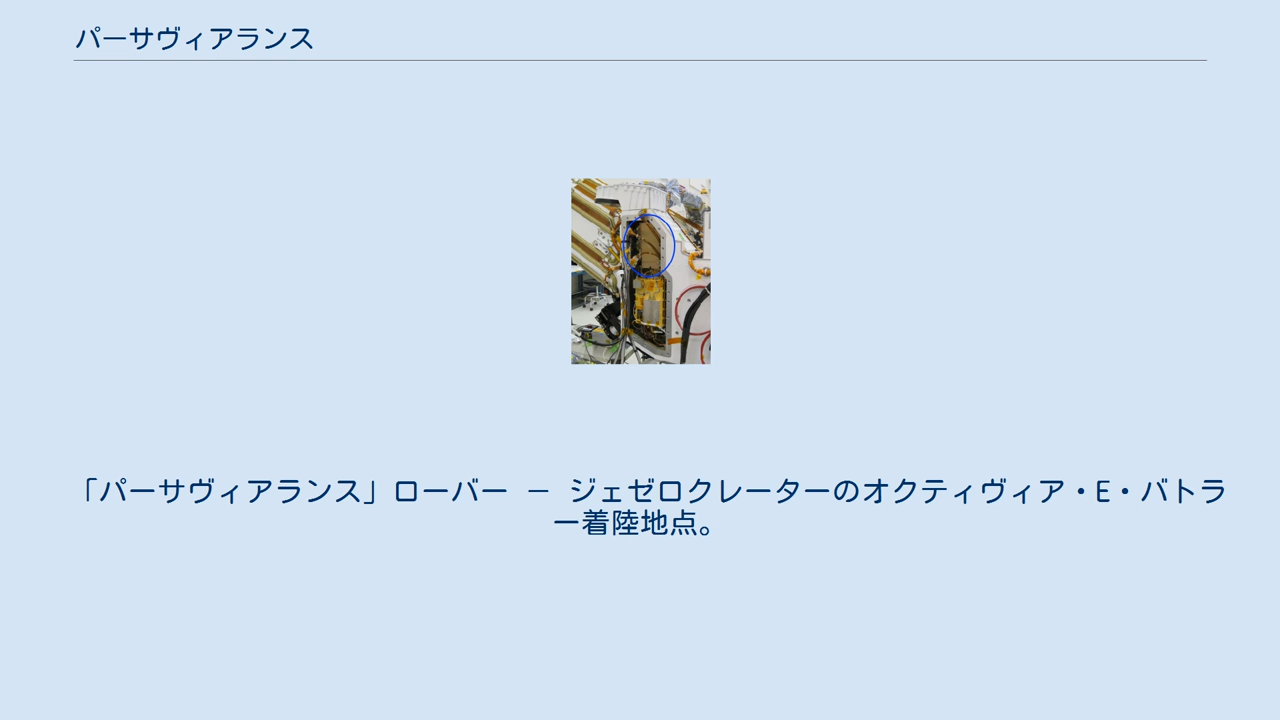 パーサヴィアランス
「パーサヴィアランス」ローバー － ジェゼロクレーターのオクティヴィア・E・バトラ
ー着陸地点。